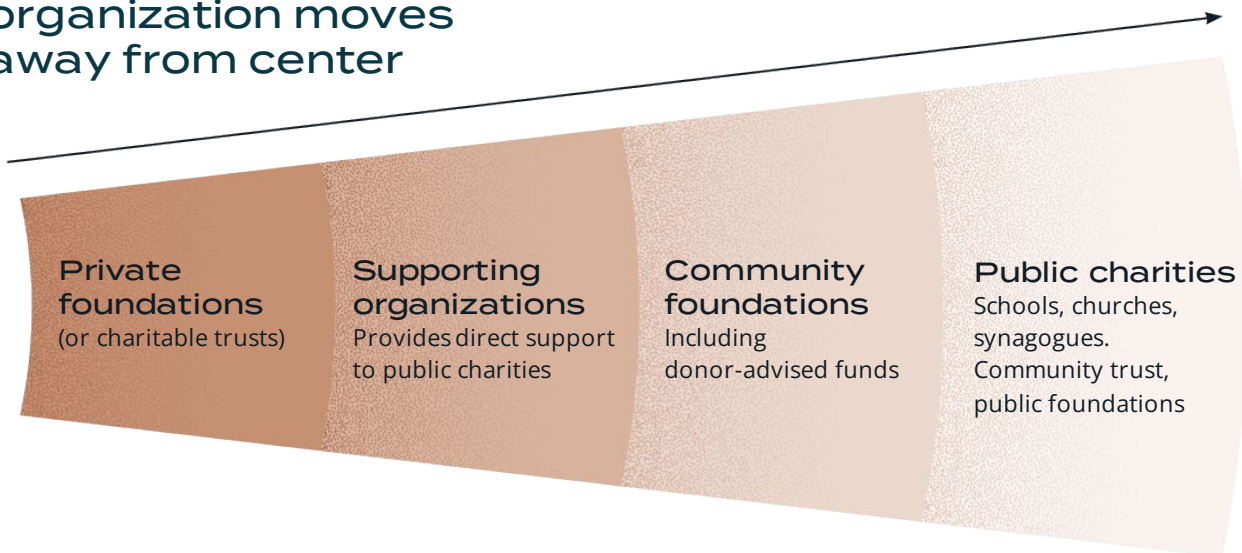 organization moves
away from center
Private
foundations
(or charitable trusts)
Supporting
organizations
Provides direct support
to public charities
Community
foundations
Including
donor-advised funds
Public charities
Schools, churches,
synagogues.
Community trust,
public foundations